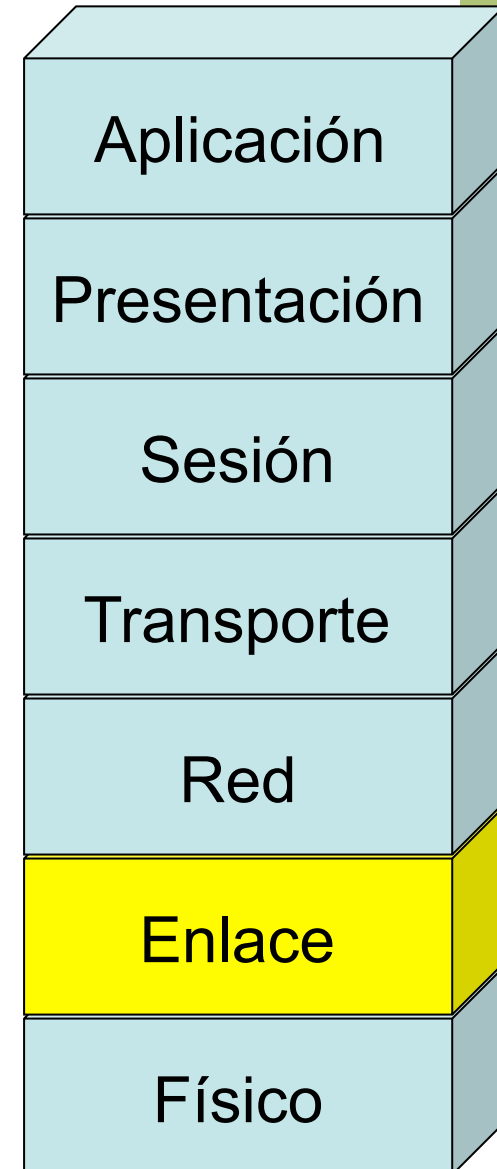 Aplicación
Presentación
Sesión
Transporte
Red
Enlace
Físico